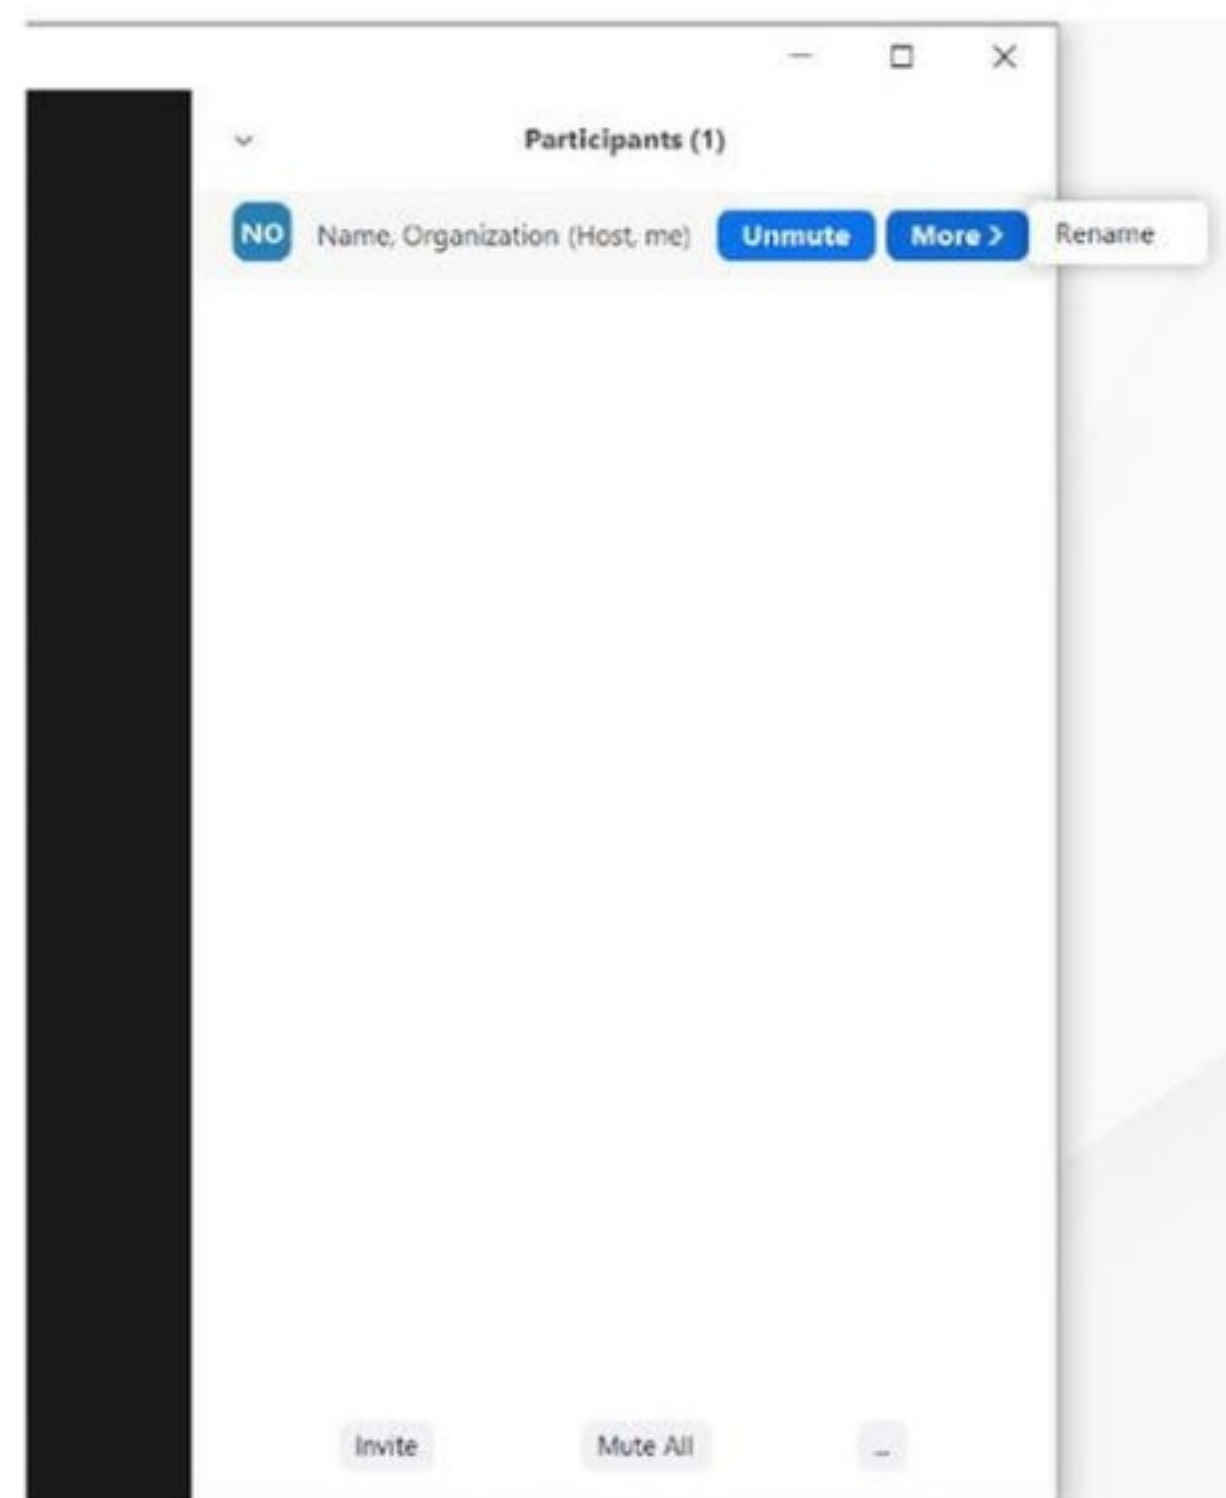 Participants (1)
NO Name, Organization (Host, me) Unmute More > Rename
Invite Mute All ...